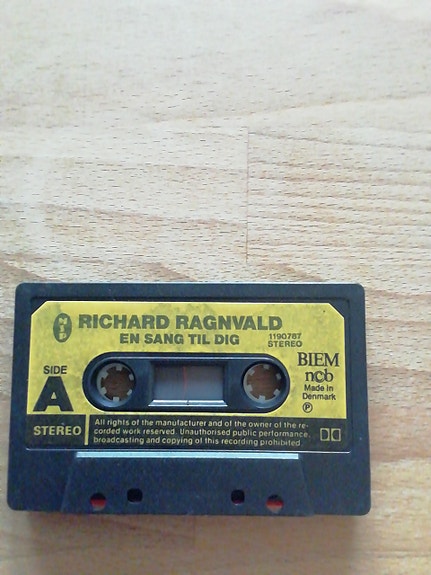 RICHARD RAGNVALD
EN SANG TIL DIG
1190787
STEREO
BIEM
ncb
Made in
Denmark
P
SIDE
A
STEREO
All rights of the manufacturer and of the owner of the re-
corded work reserved. Unauthorised public performance,
broadcasting and copying of this recording prohibited